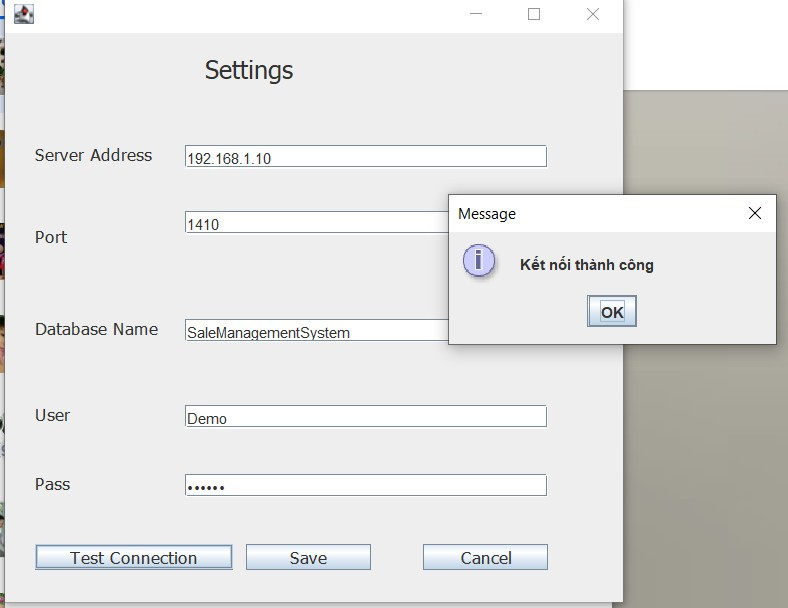 Settings
Server Address
192.168.1.10
Port
1410
Message
Kết nối thành công
OK
Database Name
SaleManagementSystem
User
Demo
Pass
••••••
Test Connection
Save
Cancel